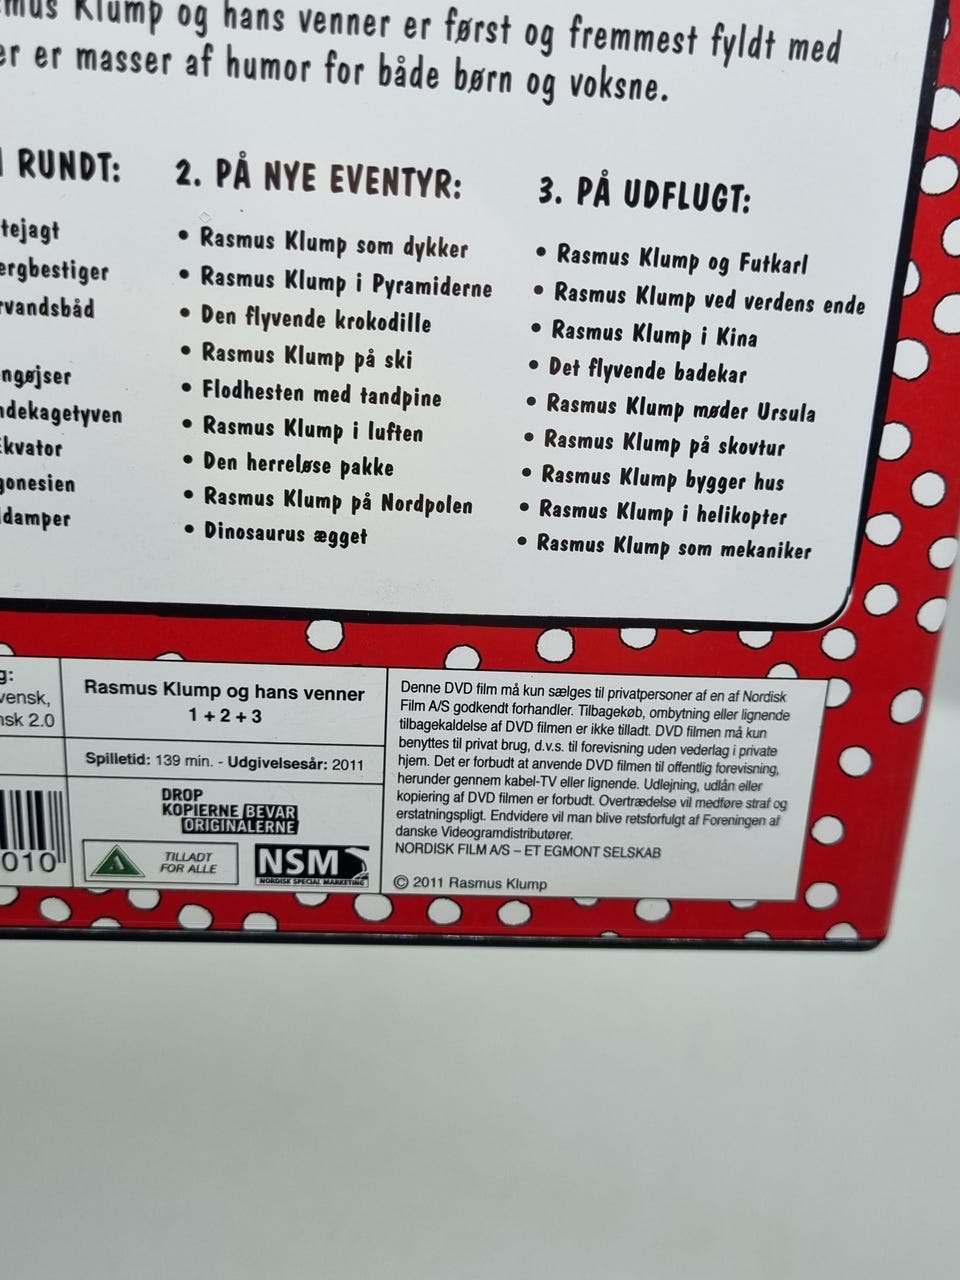 Klump og hans venner er først og fremmest fyldt med
er masser af humor for både børn og voksne.
RUNDT:
tejagt
ergbestiger
rvandsbåd
ngøjser
ndekagetyven
Ekvator
gonesien
damper
2. PÅ NYE EVENTYR:
• Rasmus Klump som dykker
• Rasmus Klump i Pyramiderne
• Den flyvende krokodille
• Rasmus Klump på ski
• Flodhesten med tandpine
• Rasmus Klump i luften
• Den herreløse pakke
• Rasmus Klump på Nordpolen
• Dinosaurus ægget
3. PÅ UDFLUGT:
• Rasmus Klump og Futkarl
• Rasmus Klump ved verdens ende
• Rasmus Klump i Kina
• Det flyvende badekar
• Rasmus Klump møder Ursula
• Rasmus Klump på skovtur
• Rasmus Klump bygger hus
• Rasmus Klump i helikopter
• Rasmus Klump som mekaniker
g:
vensk,
nsk 2.0
010
Rasmus Klump og hans venner
1 + 2 + 3
Spilletid: 139 min. - Udgivelsesår: 2011
DROP
KOPIERNE BEVAR
ORIGINALERNE
A
TILLADT
FOR ALLE
NSM
NORDISK SPECIAL MARKETING
Denne DVD film må kun sælges til privatpersoner af en af Nordisk
Film A/S godkendt forhandler. Tilbagekøb, ombytning eller lignende
tilbagekaldelse af DVD filmen er ikke tilladt. DVD filmen må kun
benyttes til privat brug, d.v.s. til forevisning uden vederlag i private
hjem. Det er forbudt at anvende DVD filmen til offentlig forevisning,
herunder gennem kabel-TV eller lignende. Udlejning, udlån eller
kopiering af DVD filmen er forbudt. Overtrædelse vil medføre straf og
erstatningspligt. Endvidere vil man blive retsforfulgt af Foreningen af
danske Videogramdistributører.
NORDISK FILM A/S – ET EGMONT SELSKAB
© 2011 Rasmus Klump